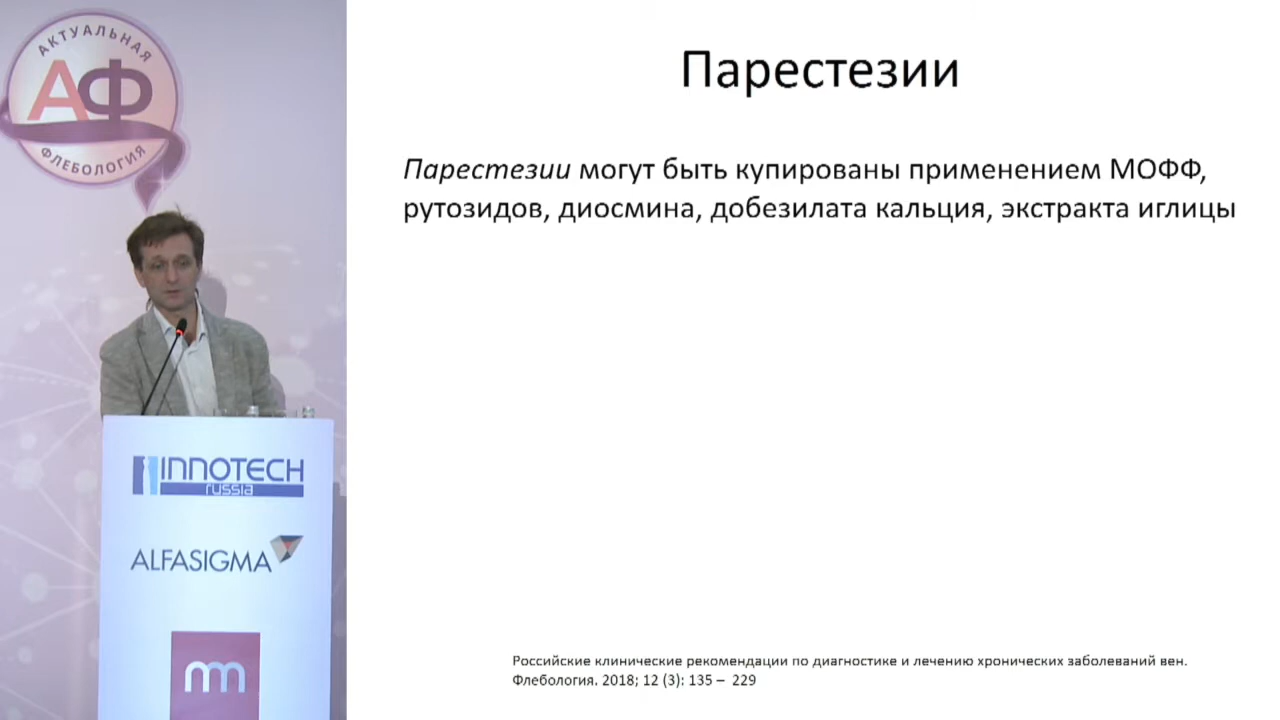 АКТУАЛЬНАЯ
АФ
ФЛЕБОЛОГИЯ
INNOTECH
russia
ALFASIGMA
Парестезии
Парестезии могут быть купированы применением МОФФ,
рутозидов, диосмина, добезилата кальция, экстракта иглицы
Российские клинические рекомендации по диагностике и лечению хронических заболеваний вен.
Флебология. 2018; 12 (3): 135 – 229